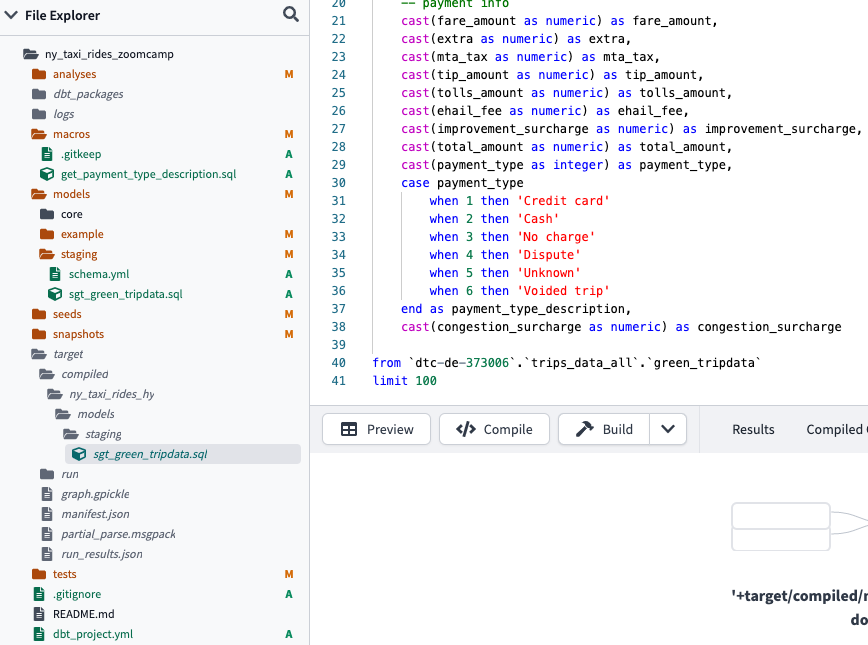 File Explorer
ny_taxi_rides_zoomcamp
analyses M
dbt_packages
logs
macros M
.gitkeep A
get_payment_type_description.sql A
models M
core
example M
staging M
schema.yml A
sgt_green_tripdata.sql A
seeds M
snapshots M
target
compiled
ny_taxi_rides_hy
models
staging
sgt_green_tripdata.sql
run
graph.gpickle
manifest.json
partial_parse.msgpack
run_results.json
tests M
.gitignore A
README.md
dbt_project.yml A
20 -- payment info
21 cast(fare_amount as numeric) as fare_amount,
22 cast(extra as numeric) as extra,
23 cast(mta_tax as numeric) as mta_tax,
24 cast(tip_amount as numeric) as tip_amount,
25 cast(tolls_amount as numeric) as tolls_amount,
26 cast(ehail_fee as numeric) as ehail_fee,
27 cast(improvement_surcharge as numeric) as improvement_surcharge,
28 cast(total_amount as numeric) as total_amount,
29 cast(payment_type as integer) as payment_type,
30 case payment_type
31 when 1 then 'Credit card'
32 when 2 then 'Cash'
33 when 3 then 'No charge'
34 when 4 then 'Dispute'
35 when 5 then 'Unknown'
36 when 6 then 'Voided trip'
37 end as payment_type_description,
38 cast(congestion_surcharge as numeric) as congestion_surcharge
39
40 from `dtc-de-373006`.`trips_data_all`.`green_tripdata`
41 limit 100
Preview Compile Build Results Compiled
'+target/compiled/
do